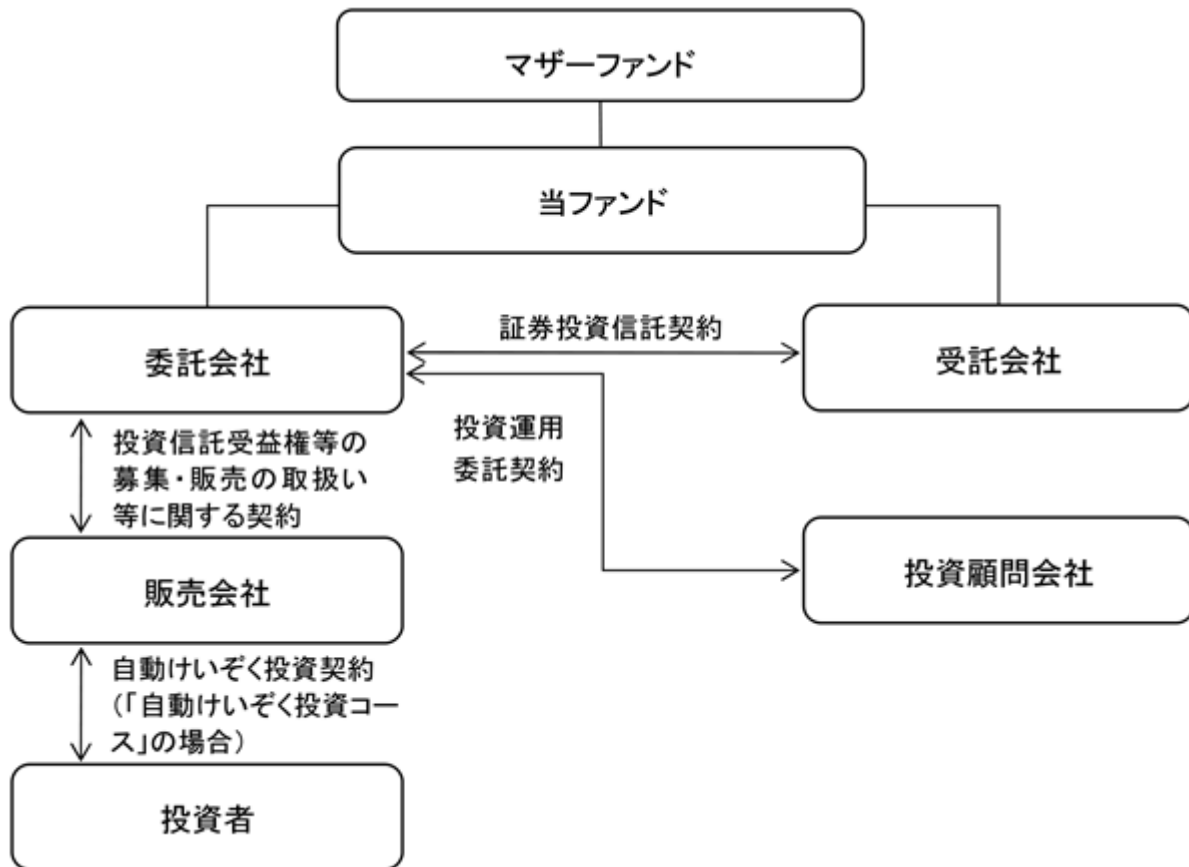 マザーファンド
当ファンド
証券投資信託契約
委託会社
受託会社
投資信託受益権等の
募集・販売の取扱い
等に関する契約
投資運用
委託契約
販売会社
投資顧問会社
自動けいぞく投資契約
(「自動けいぞく投資コー
ス」の場合)
投資者